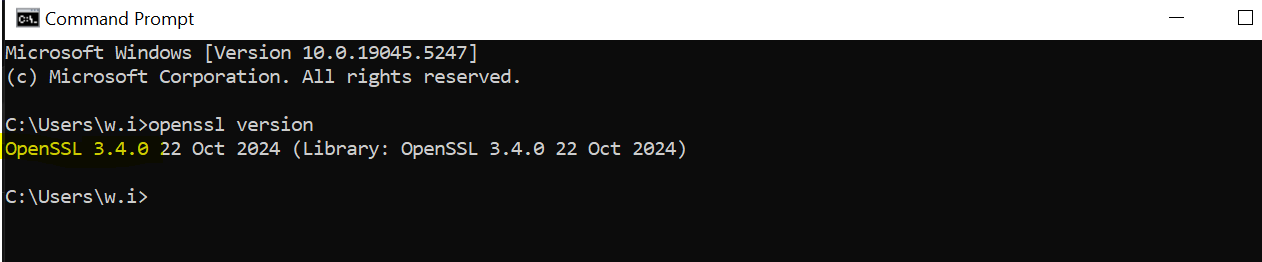 Command Prompt
Microsoft Windows [Version 10.0.19045.5247]
(c) Microsoft Corporation. All rights reserved.
C:\Users\w.i>openssl version
OpenSSL 3.4.0 22 Oct 2024 (Library: OpenSSL 3.4.0 22 Oct 2024)
C:\Users\w.i>